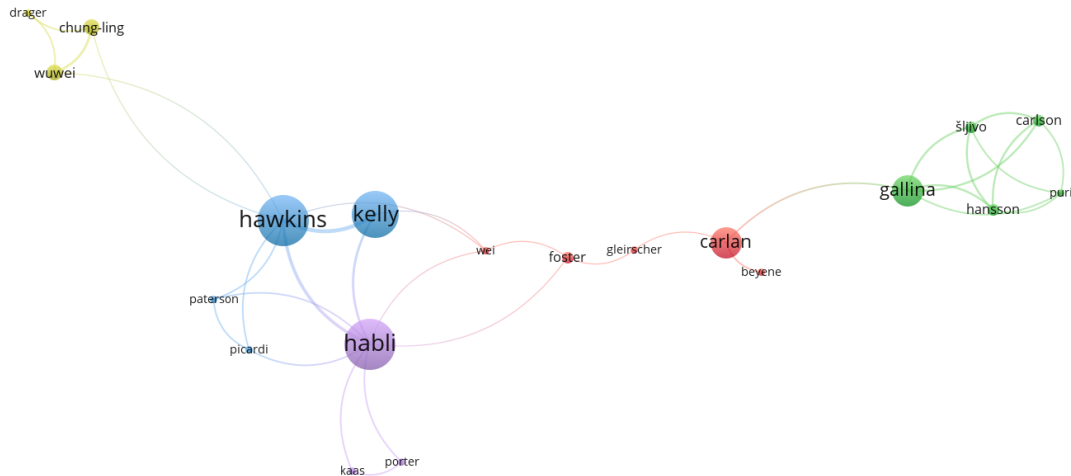 drager
chung-ling
wuwei
šljivo
carlson
gallina
puri
hansson
hawkins
kelly
carlan
wei
foster
gleirscher
beyene
paterson
picardi
habli
kaas
porter